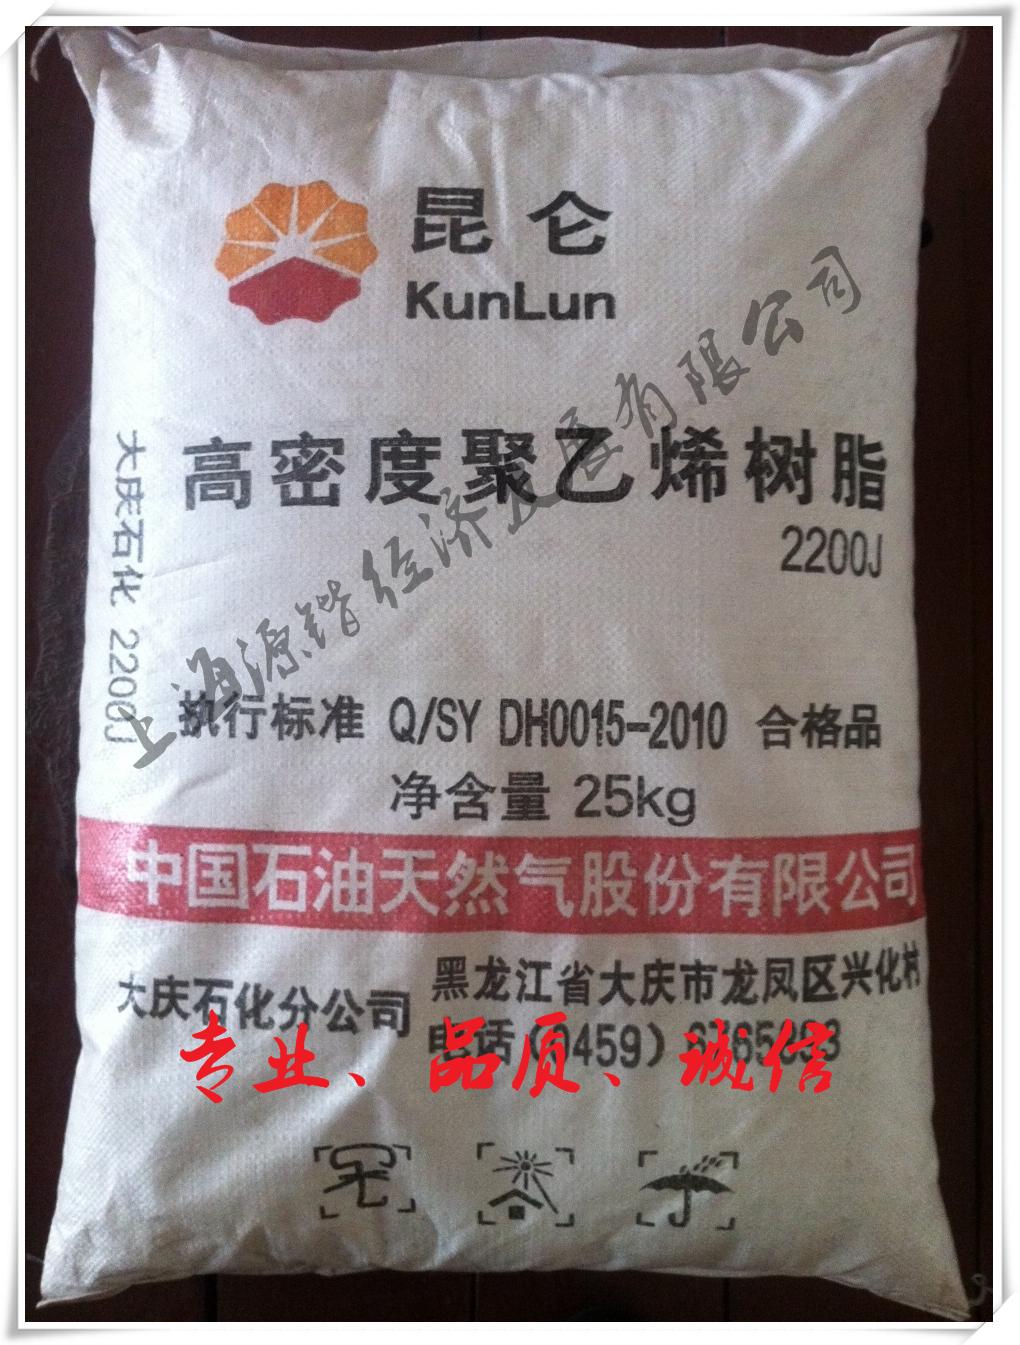 昆仑
KunLun
高密度聚乙烯树脂
2200J
大庆石化 2200J
执行标准 Q/SY DH0015-2010 合格品
净含量 25kg
中国石油天然气股份有限公司
大庆石化分公司
黑龙江省大庆市龙凤区兴化村
电话(0459)
专业、品质、诚信
上海源锴经济发展有限公司